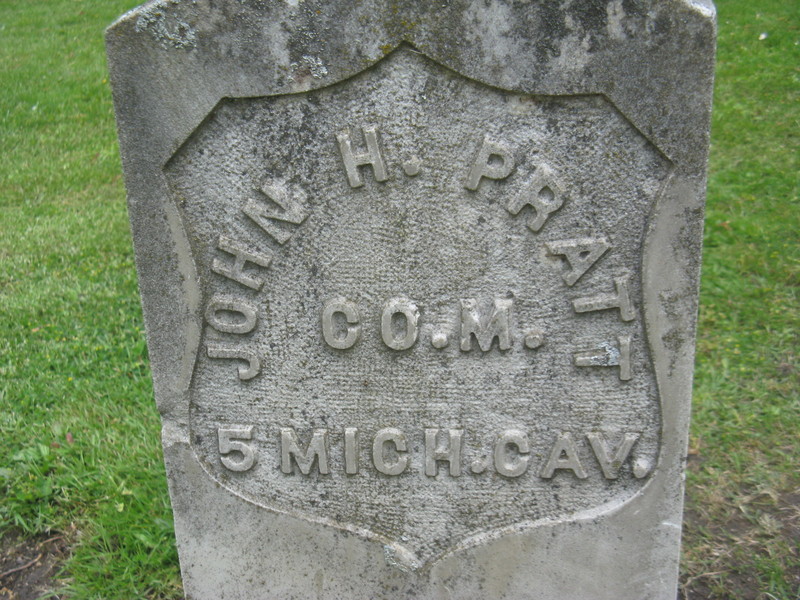 JOHN H. PRATT
CO. M.
5 MICH. CAV.